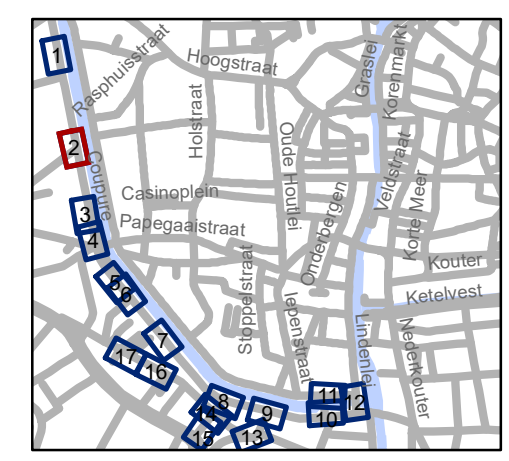 1
Rasphuisstraat
Hoogstraat
Graslei
Korenmarkt
2
Holstraat
Oude Houtlei
Veldstraat
Coupure
3
Casinoplein
Papegaaistraat
Onderbergen
Korte Meer
4
Kouter
5
6
Stoppelstraat
Iepenstraat
Ketelvest
7
Lindenlei
Nederkouter
17
16
8
11
12
14
9
10
15
13